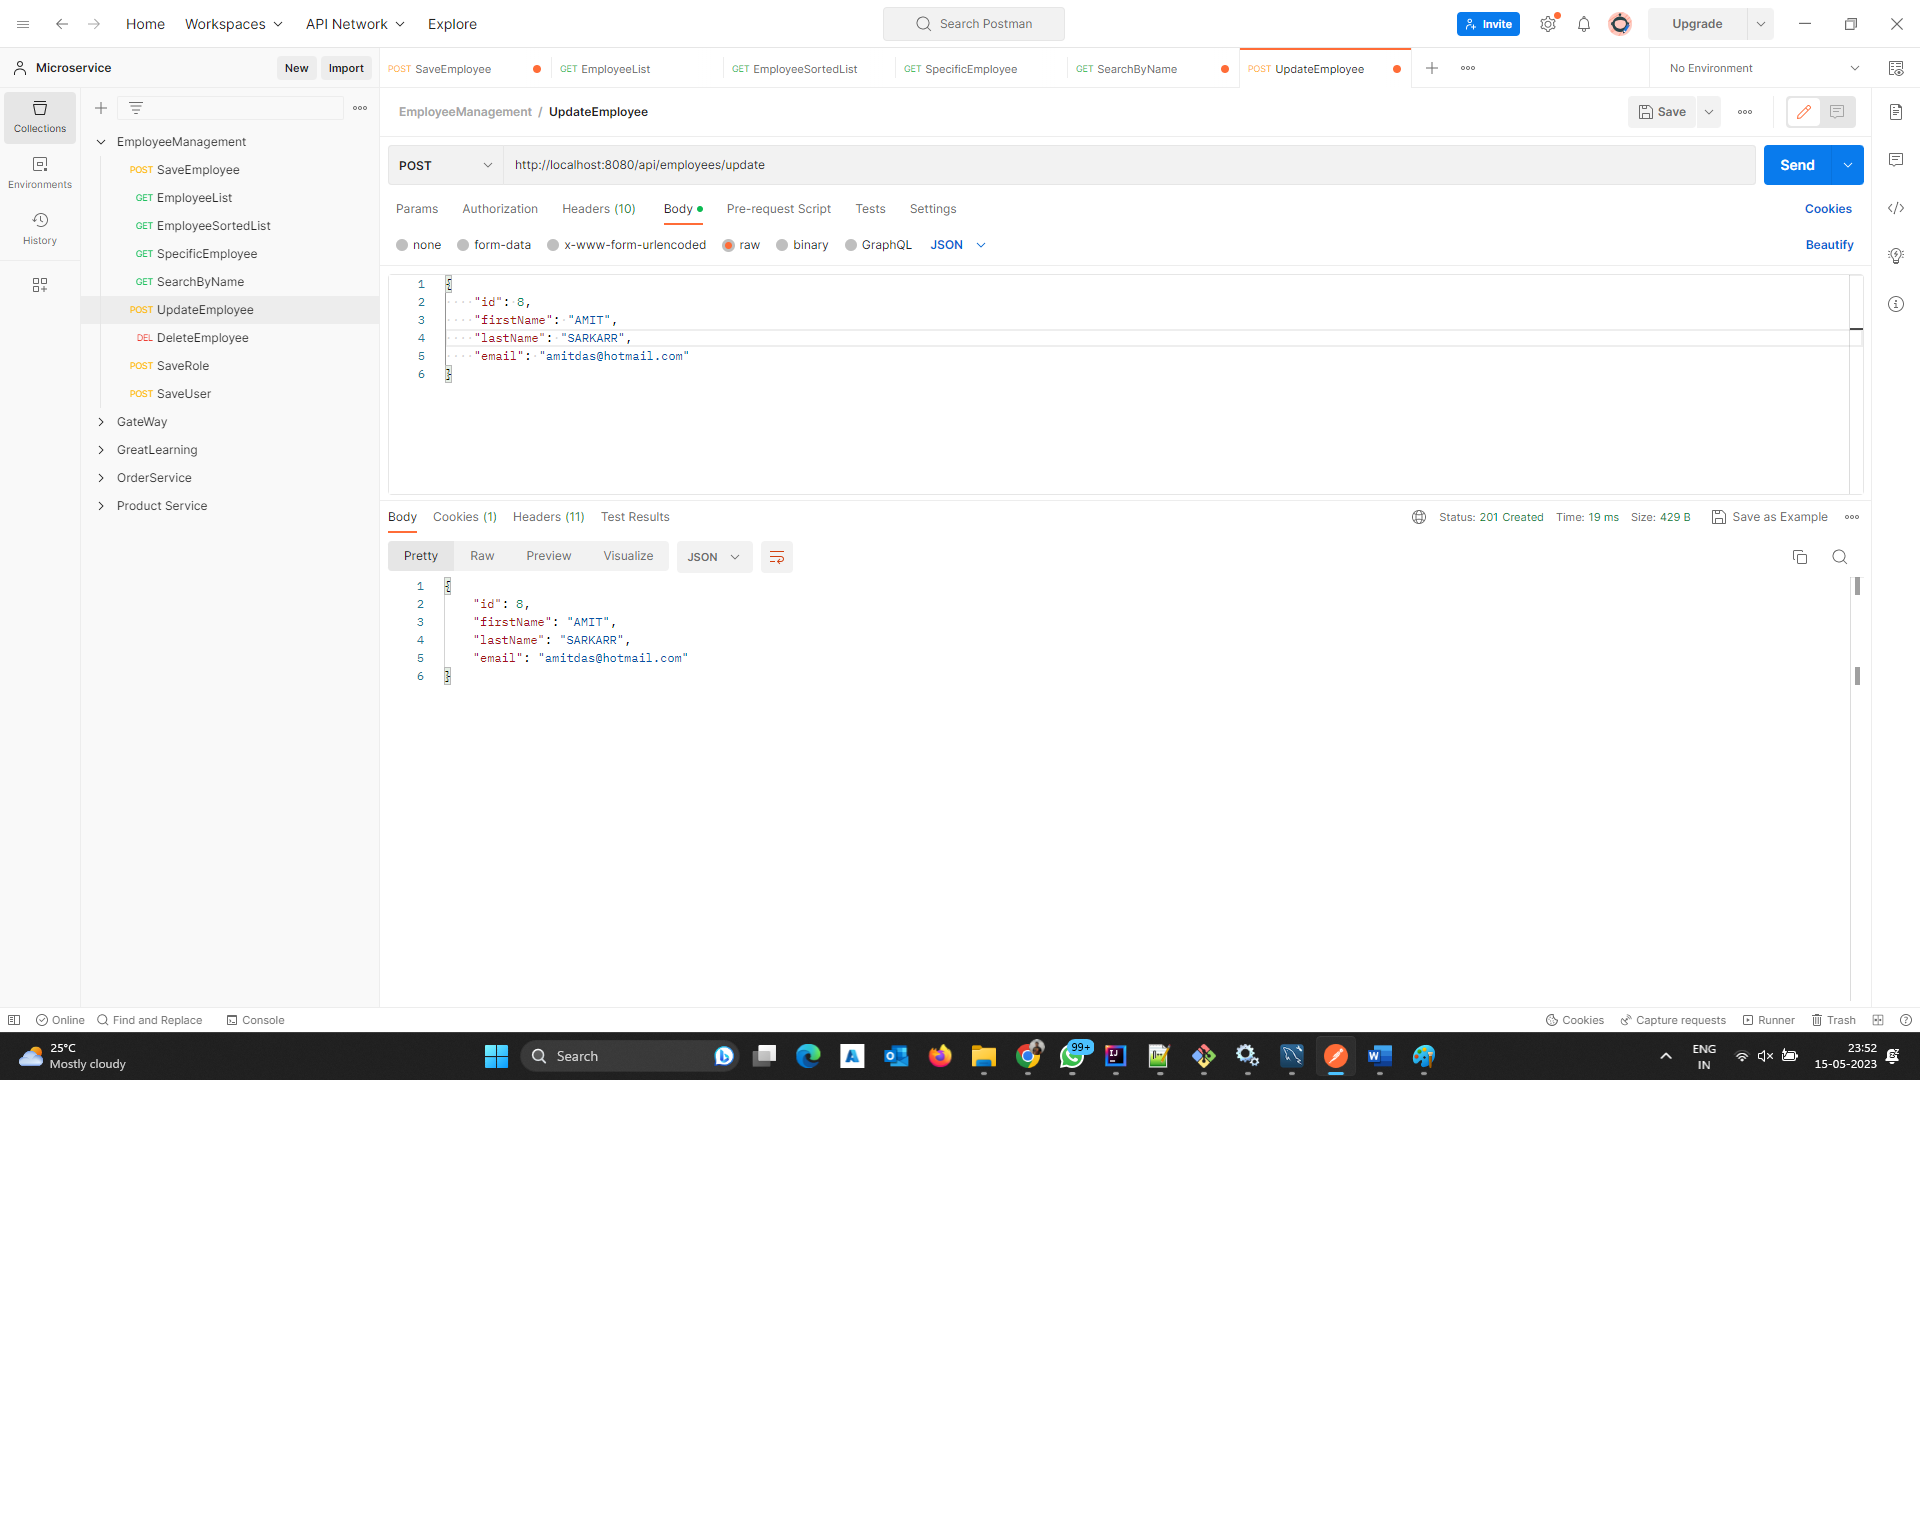 Home Workspaces API Network Explore Search Postman Invite Upgrade
Microservice New Import POST SaveEmployee GET EmployeeList GET EmployeeSortedList GET SpecificEmployee GET SearchByName POST UpdateEmployee No Environment
Collections
Environments
History
EmployeeManagement
POST SaveEmployee
GET EmployeeList
GET EmployeeSortedList
GET SpecificEmployee
GET SearchByName
POST UpdateEmployee
DEL DeleteEmployee
POST SaveRole
POST SaveUser
GateWay
GreatLearning
OrderService
Product Service
EmployeeManagement / UpdateEmployee Save
POST http://localhost:8080/api/employees/update Send
Params Authorization Headers (10) Body Pre-request Script Tests Settings Cookies
none form-data x-www-form-urlencoded raw binary GraphQL JSON Beautify
1 {
2 "id": 8,
3 "firstName": "AMIT",
4 "lastName": "SARKARR",
5 "email": "amitdas@hotmail.com"
6 }
Body Cookies (1) Headers (11) Test Results Status: 201 Created Time: 19 ms Size: 429 B Save as Example
Pretty Raw Preview Visualize JSON
1 {
2 "id": 8,
3 "firstName": "AMIT",
4 "lastName": "SARKARR",
5 "email": "amitdas@hotmail.com"
6 }
Online Find and Replace Console Cookies Capture requests Runner Trash
25°C
Mostly cloudy
Search
99+
ENG
IN
23:52
15-05-2023